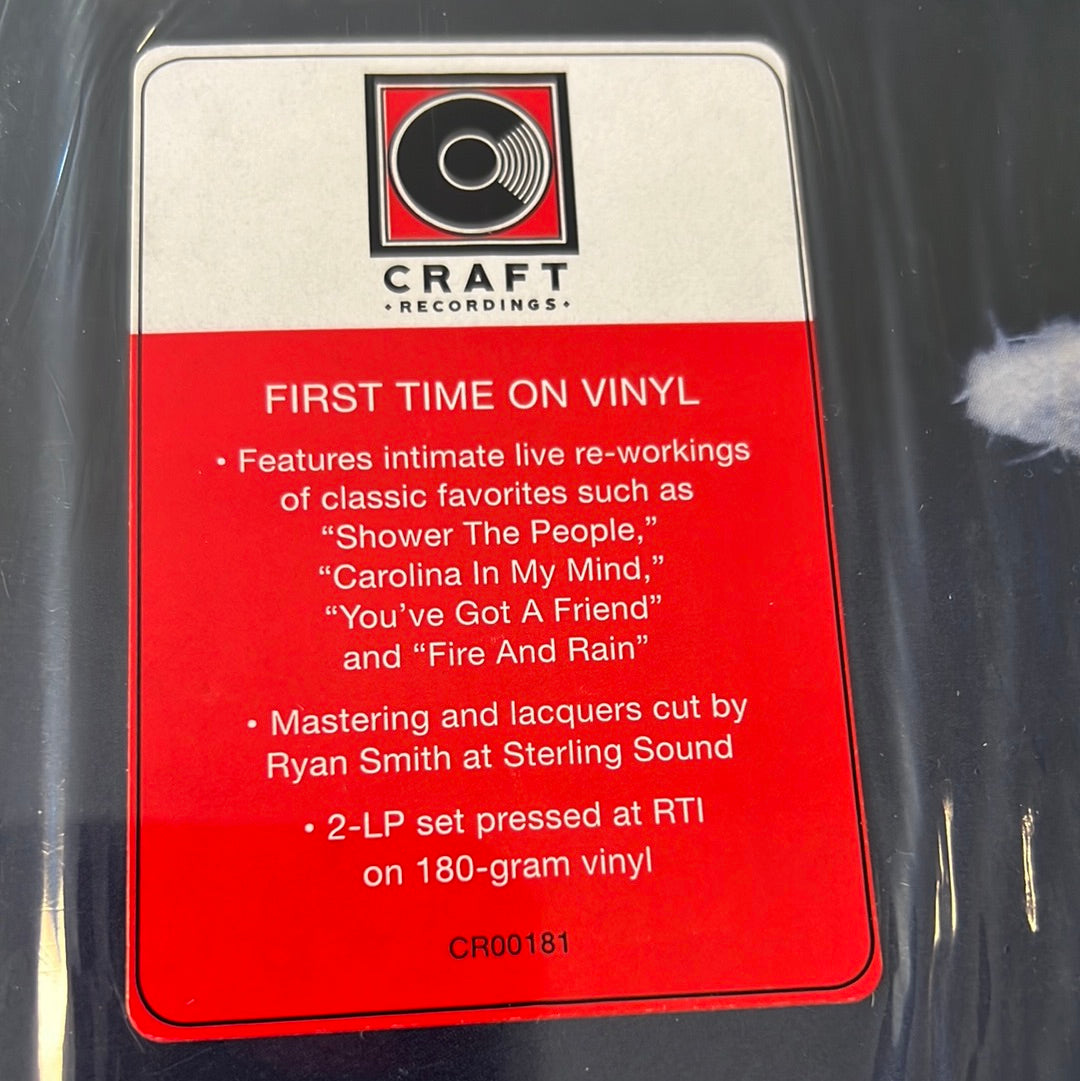 CRAFT
• RECORDINGS •
FIRST TIME ON VINYL
• Features intimate live re-workings
of classic favorites such as
“Shower The People,”
“Carolina In My Mind,”
“You’ve Got A Friend”
and “Fire And Rain”
• Mastering and lacquers cut by
Ryan Smith at Sterling Sound
• 2-LP set pressed at RTI
on 180-gram vinyl
CR00181